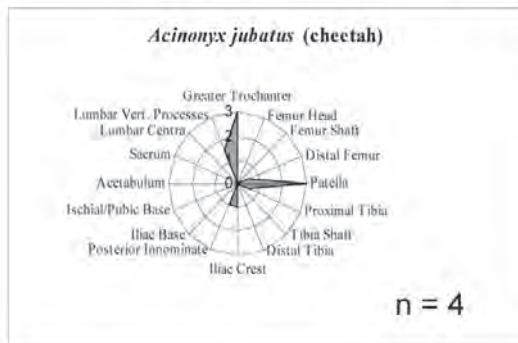 Acinonyx jubatus (cheetah)
Greater Trochanter
Lumbar Vert. Processes
3
Femur Head
Lumbar Centra
2
Femur Shaft
Sacrum
Distal Femur
Acetabulum
0
Patella
Ischial/Pubic Base
Proximal Tibia
Iliac Base
Tibia Shaft
Posterior Innominate
Distal Tibia
Iliac Crest
n = 4